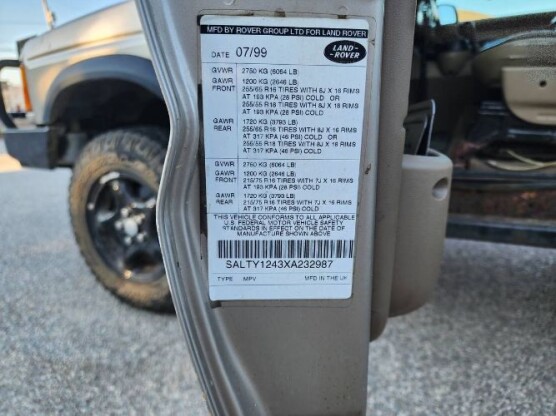 MFD BY ROVER GROUP LTD FOR LAND ROVER
DATE 07/99 LAND-ROVER
GVWR 2750 KG (6064 LB)
GAWR 1200 KG (2646 LB)
FRONT 255/65 R16 TIRES WITH 8J X 16 RIMS
AT 193 KPA (28 PSI) COLD OR
255/55 R18 TIRES WITH 8J X 18 RIMS
AT 193 KPA (28 PSI) COLD
GAWR 1720 KG (3793 LB)
REAR 255/65 R16 TIRES WITH 8J X 16 RIMS
AT 317 KPA (46 PSI) COLD OR
255/55 R18 TIRES WITH 8J X 18 RIMS
AT 317 KPA (46 PSI) COLD
GVWR 2750 KG (6064 LB)
GAWR 1200 KG (2646 LB)
FRONT 215/75 R16 TIRES WITH 7J X 16 RIMS
AT 193 KPA (28 PSI) COLD
GAWR 1720 KG (3793 LB)
REAR 215/75 R16 TIRES WITH 7J X 16 RIMS
AT 317 KPA (46 PSI) COLD
THIS VEHICLE CONFORMS TO ALL APPLICABLE
U.S. FEDERAL MOTOR VEHICLE SAFETY
STANDARDS IN EFFECT ON THE DATE OF
MANUFACTURE SHOWN ABOVE.
SALTY1243XA232987
TYPE: MPV MFD IN THE UK